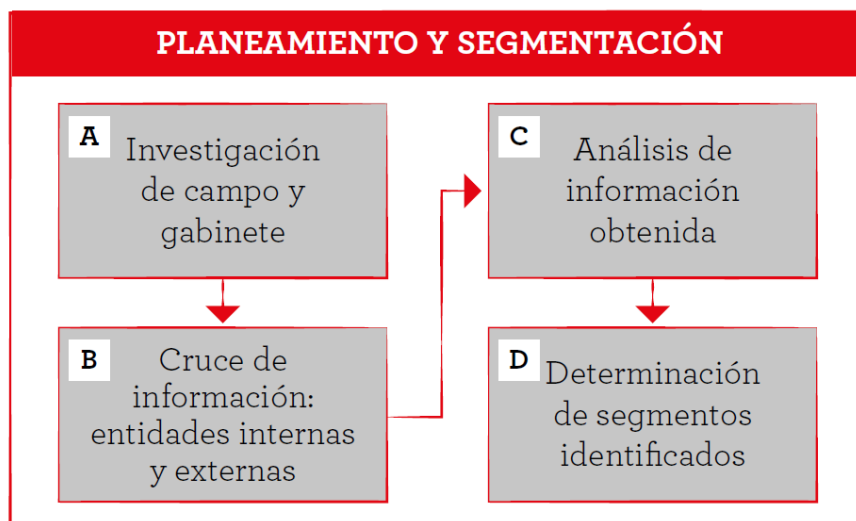 PLANEAMIENTO Y SEGMENTACIÓN
A
Investigación
de campo y
gabinete
B
Cruce de
información:
entidades internas
y externas
C
Análisis de
información
obtenida
D
Determinación
de segmentos
identificados